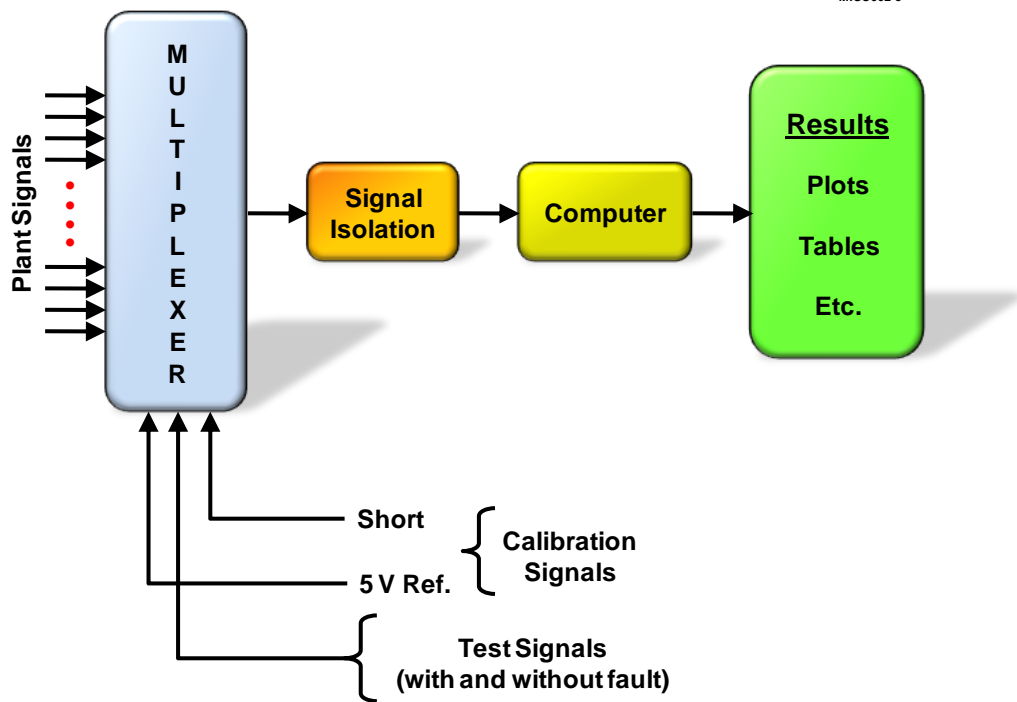 MULTIPLEXER
Plant Signals
Signal
Isolation
Computer
Results
Plots
Tables
Etc.
Short
5 V Ref.
Calibration
Signals
Test Signals
(with and without fault)